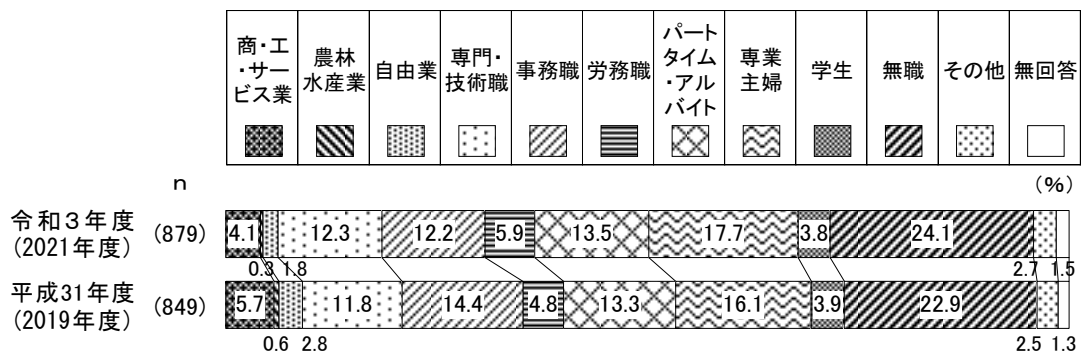 商・工・サービス業
農林水産業
自由業
専門・技術職
事務職
労務職
パートタイム・アルバイト
専業主婦
学生
無職
その他
無回答
n
(%)
令和3年度
(2021年度)
(879)
4.1
12.3
12.2
5.9
13.5
17.7
3.8
24.1
0.3
1.8
2.7
1.5
平成31年度
(2019年度)
(849)
5.7
11.8
14.4
4.8
13.3
16.1
3.9
22.9
0.6
2.8
2.5
1.3